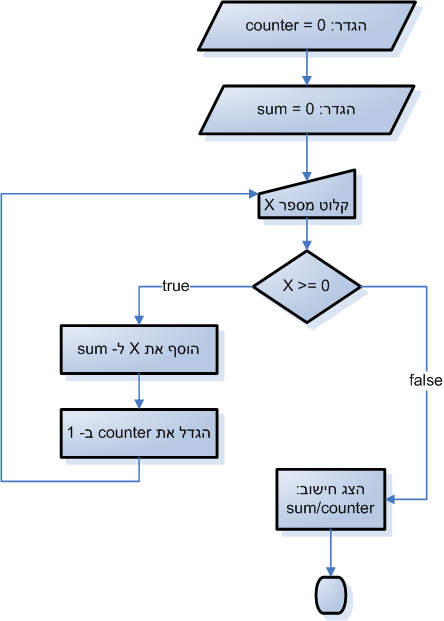 הגדר: counter = 0
הגדר: sum = 0
קלוט מספר X
X >= 0
true
false
הוסף את X ל- sum
הגדל את counter ב- 1
הצג חישוב:
sum/counter